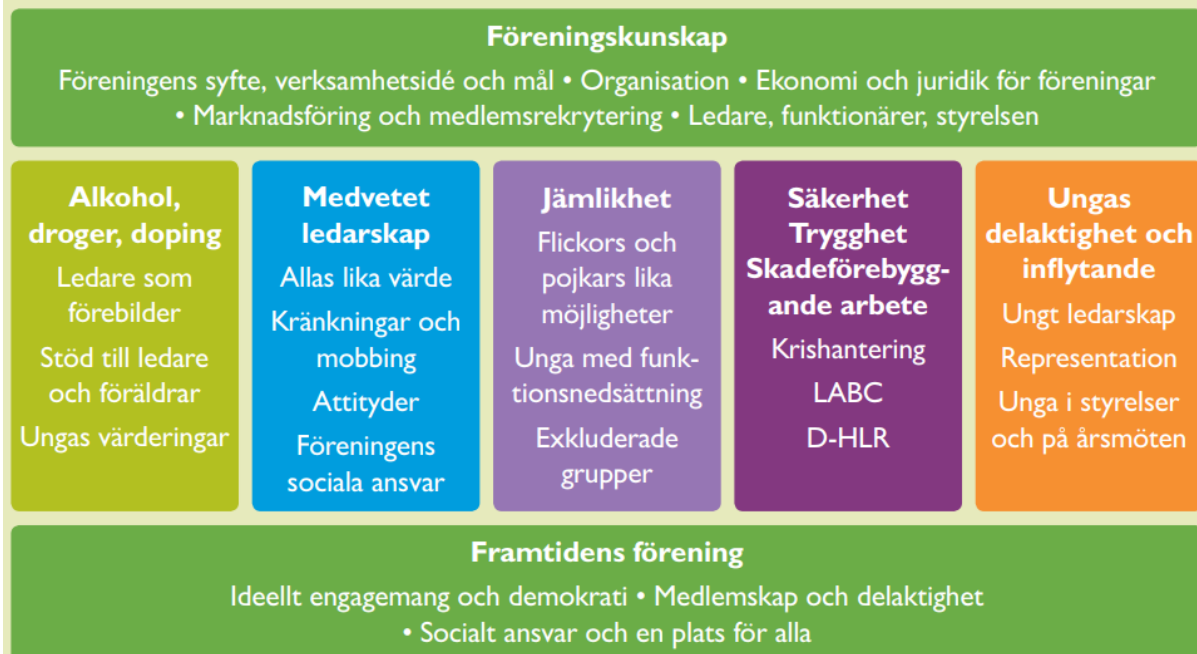 Föreningskunskap
Föreningens syfte, verksamhetsidé och mål • Organisation • Ekonomi och juridik för föreningar
• Marknadsföring och medlemsrekrytering • Ledare, funktionärer, styrelsen
Alkohol,
droger, doping
Ledare som
förebilder
Stöd till ledare
och föräldrar
Ungas värderingar
Medvetet
ledarskap
Allas lika värde
Kränkningar och
mobbing
Attityder
Föreningens
sociala ansvar
Jämlikhet
Flickors och
pojkars lika
möjligheter
Unga med funk-
tionsnedsättning
Exkluderade
grupper
Säkerhet
Trygghet
Skadeförebygg-
ande arbete
Krishantering
LABC
D-HLR
Ungas
delaktighet och
inflytande
Ungt ledarskap
Representation
Unga i styrelser
och på årsmöten
Framtidens förening
Ideellt engagemang och demokrati • Medlemskap och delaktighet
• Socialt ansvar och en plats för alla